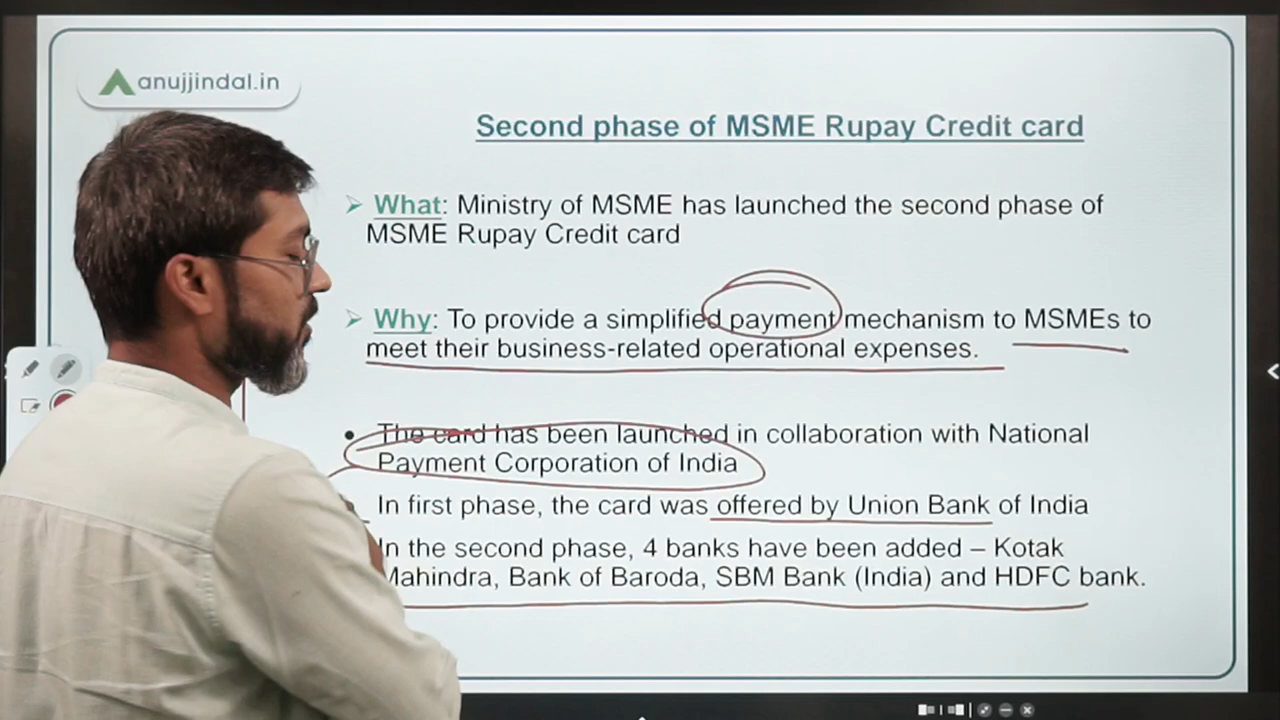 anujjindal.in
Second phase of MSME Rupay Credit card
What: Ministry of MSME has launched the second phase of
MSME Rupay Credit card
Why: To provide a simplified payment mechanism to MSMEs to
meet their business-related operational expenses.
The card has been launched in collaboration with National
Payment Corporation of India
In first phase, the card was offered by Union Bank of India
In the second phase, 4 banks have been added – Kotak
Mahindra, Bank of Baroda, SBM Bank (India) and HDFC bank.